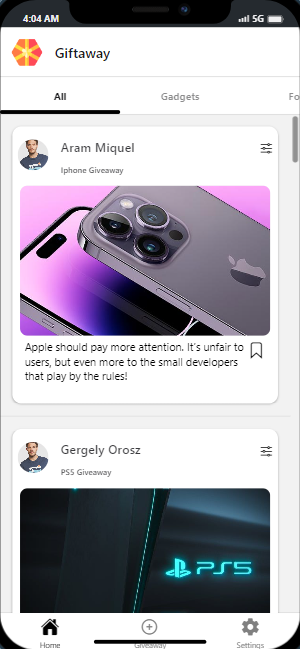 4:04 AM
5G
Giftaway
All
Gadgets
Fo
Aram Miquel
Iphone Giveaway
Apple should pay more attention. It's unfair to
users, but even more to the small developers
that play by the rules!
Gergely Orosz
PS5 Giveaway
PS5
Home
Giveaway
Settings